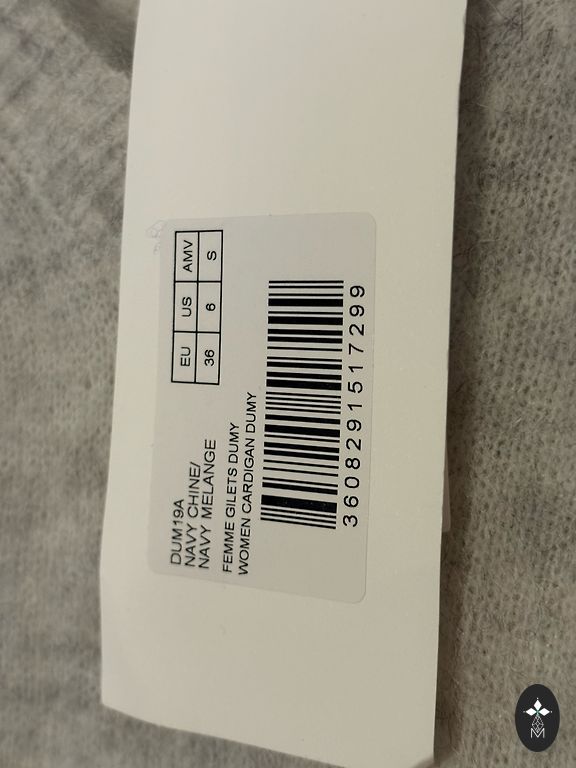 DUM19A
NAVY CHINE/
NAVY MELANGE
FEMME GILETS DUMY
WOMEN CARDIGAN DUMY
EU US AMV
36 6 S
3608291517299
M